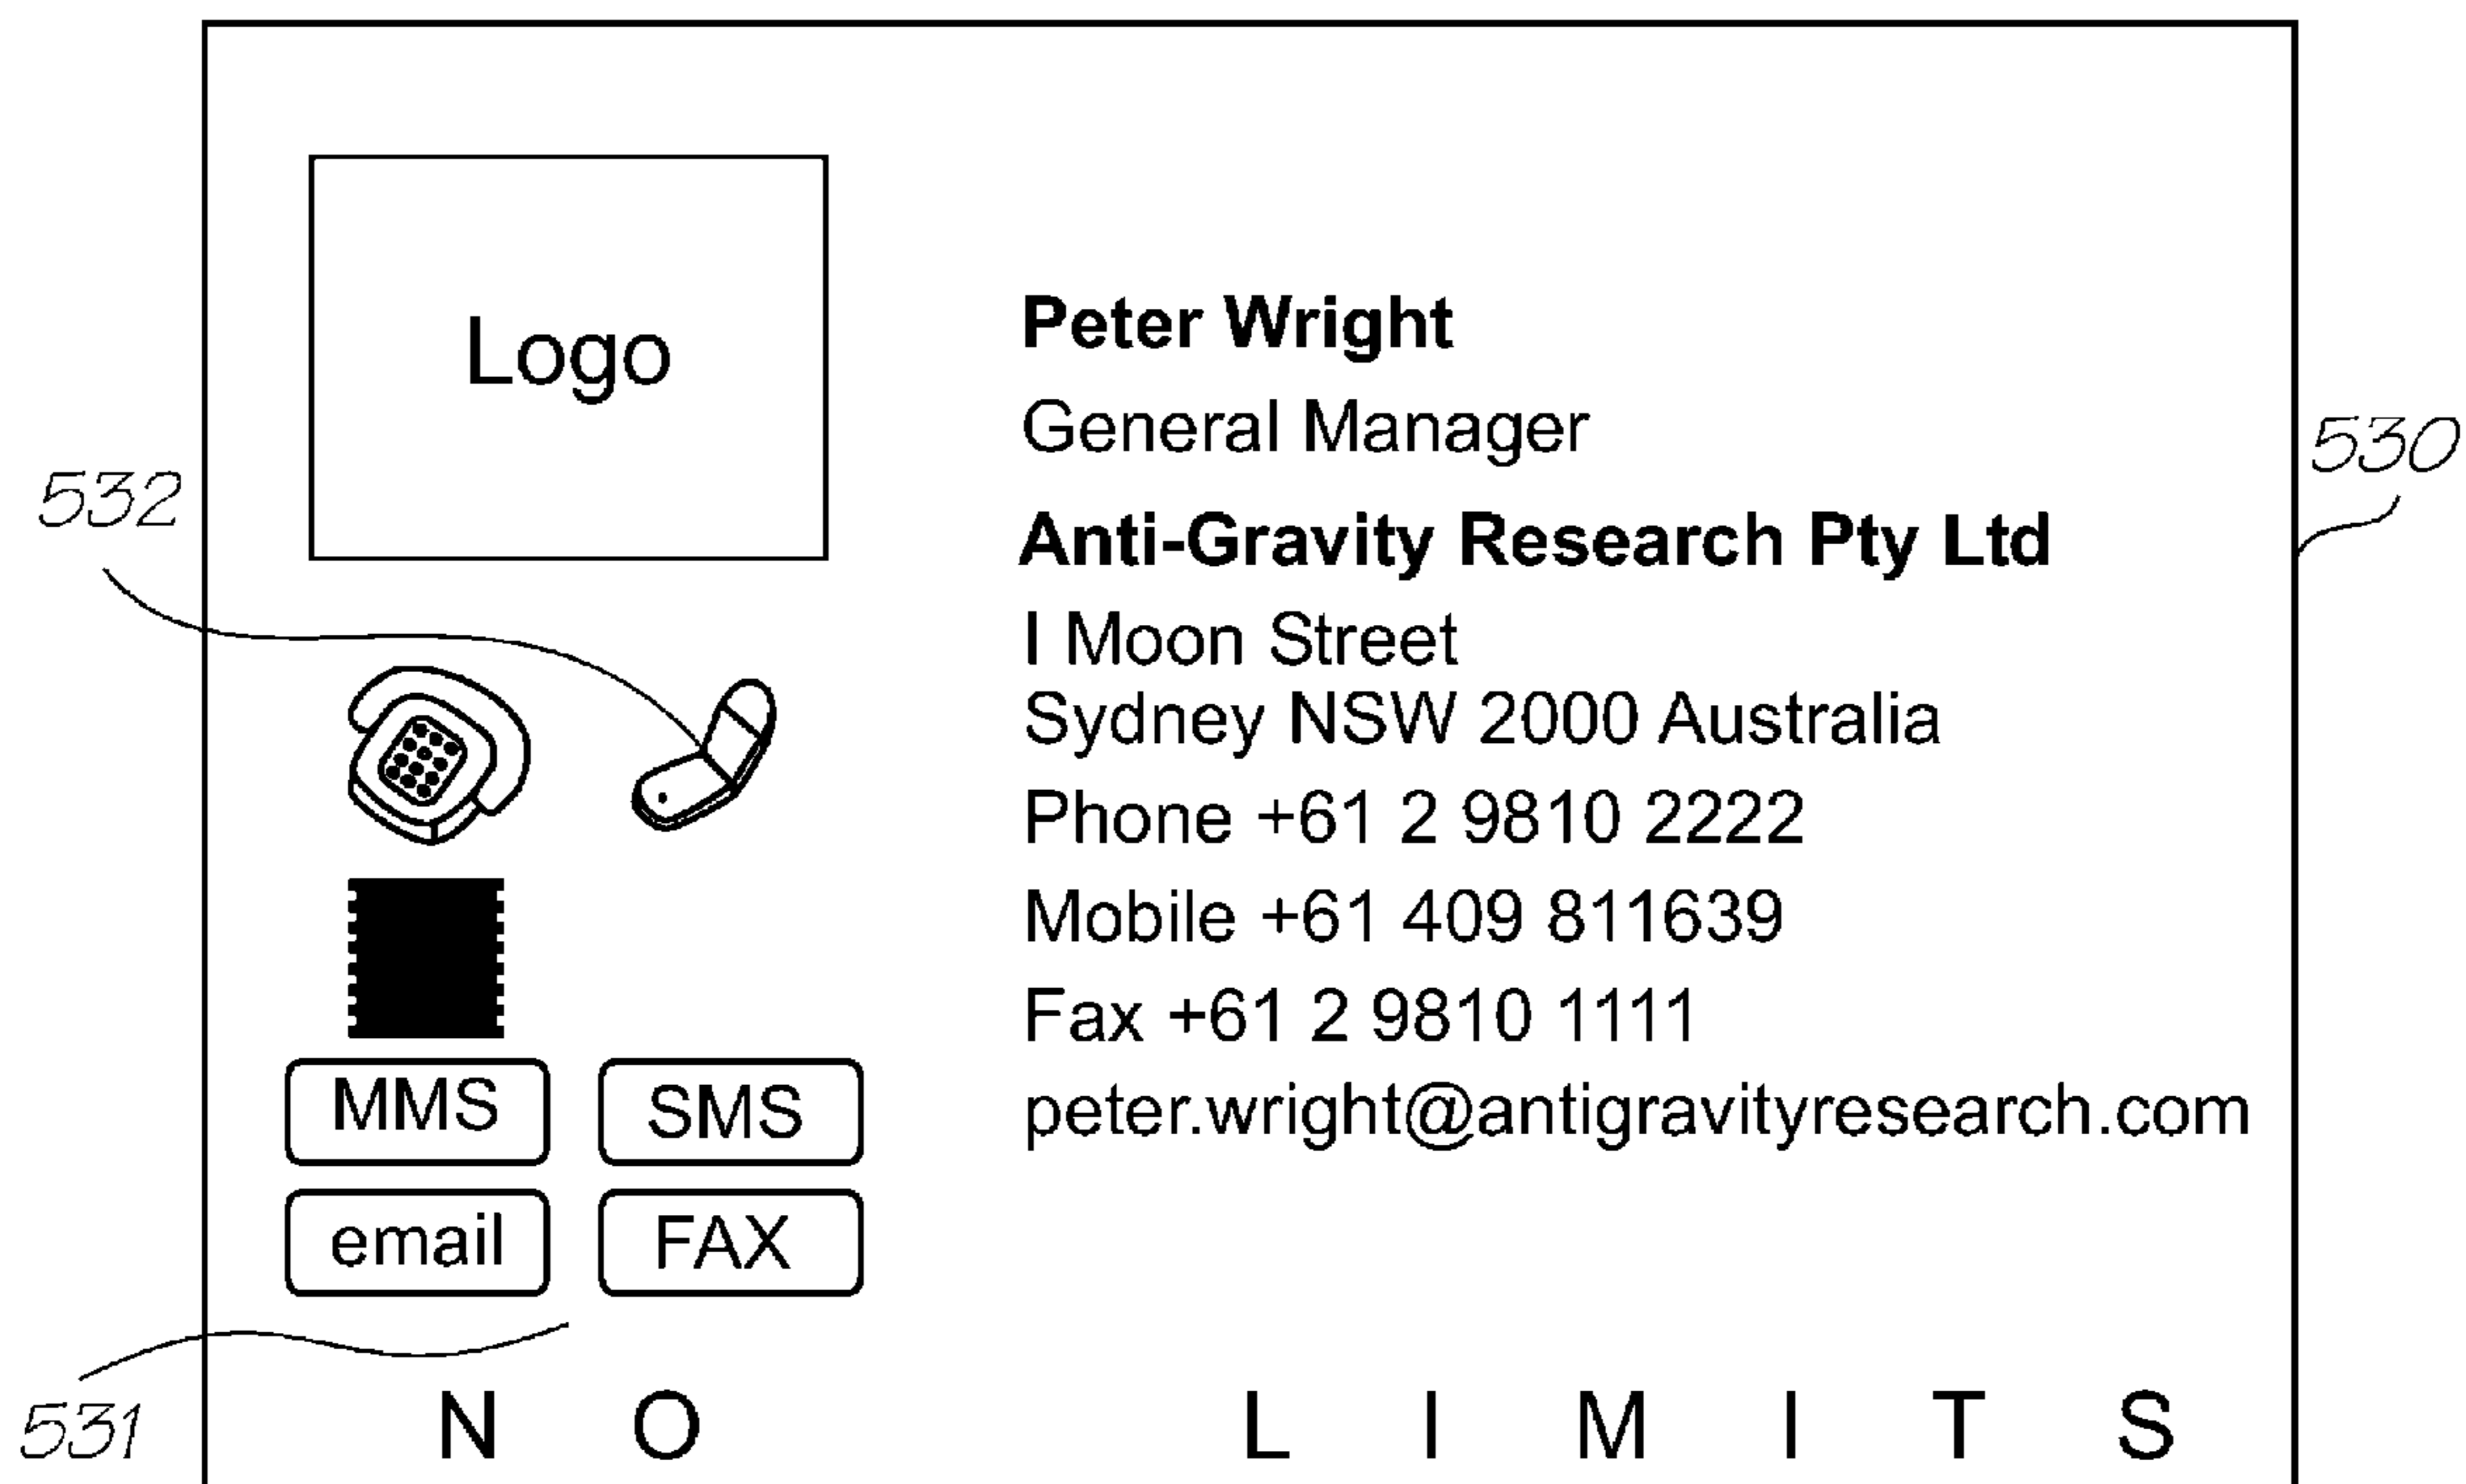 Logo
532
Peter Wright
General Manager
530
Anti-Gravity Research Pty Ltd
I Moon Street
Sydney NSW 2000 Australia
Phone +61 2 9810 2222
Mobile +61 409 811639
Fax +61 2 9810 1111
peter.wright@antigravityresearch.com
MMS SMS
email FAX
531
N O L I M I T S